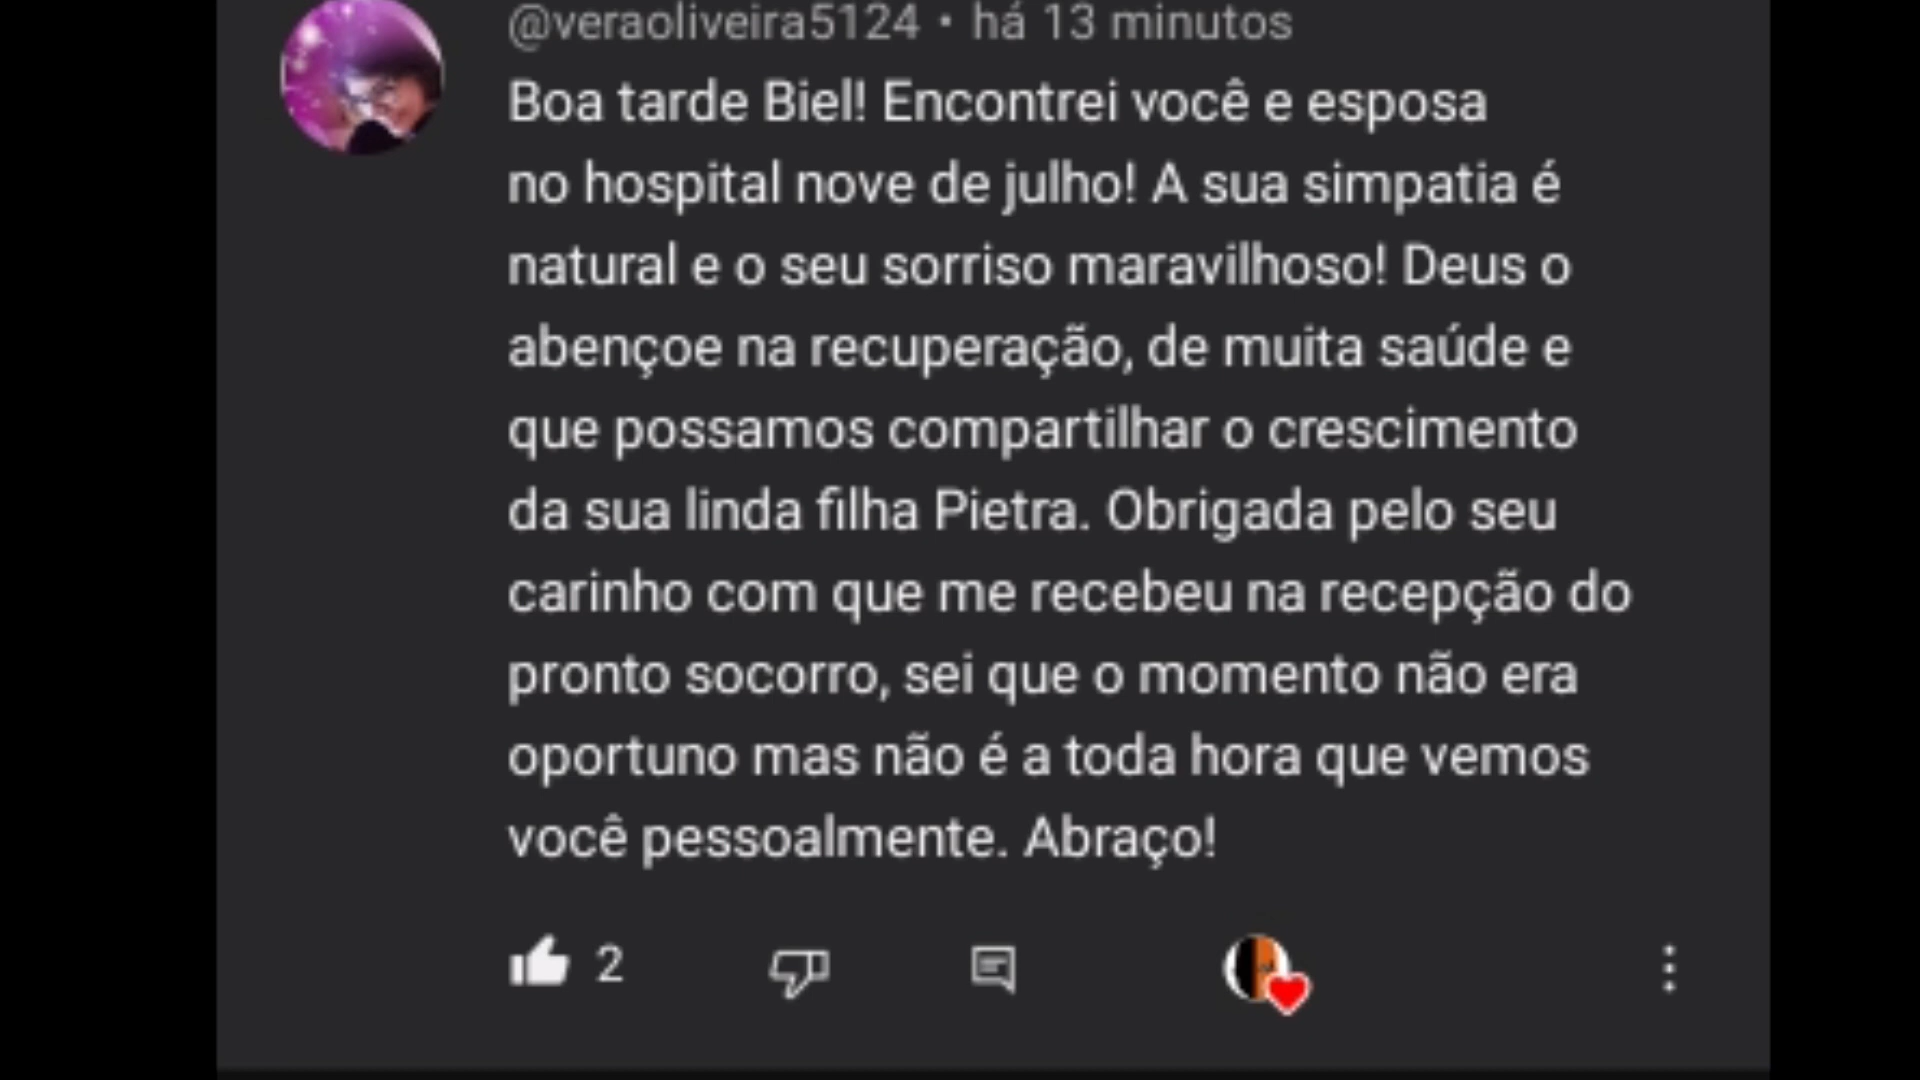 @veraoliveira5124 • há 13 minutos
Boa tarde Biel! Encontrei você e esposa
no hospital nove de julho! A sua simpatia é
natural e o seu sorriso maravilhoso! Deus o
abençoe na recuperação, de muita saúde e
que possamos compartilhar o crescimento
da sua linda filha Pietra. Obrigada pelo seu
carinho com que me recebeu na recepção do
pronto socorro, sei que o momento não era
oportuno mas não é a toda hora que vemos
você pessoalmente. Abraço!
2